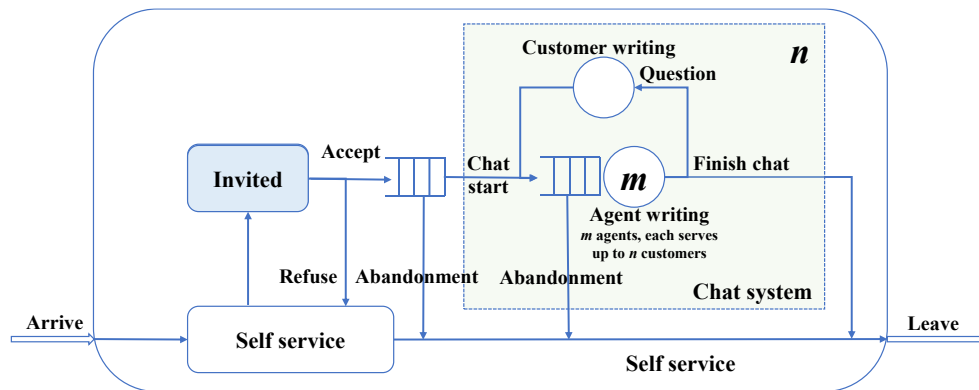 Customer writing
n
Question
Accept
Invited
Chat
start
m
Finish chat
Agent writing
m agents, each serves
up to n customers
Refuse
Abandonment
Abandonment
Chat system
Arrive
Self service
Self service
Leave